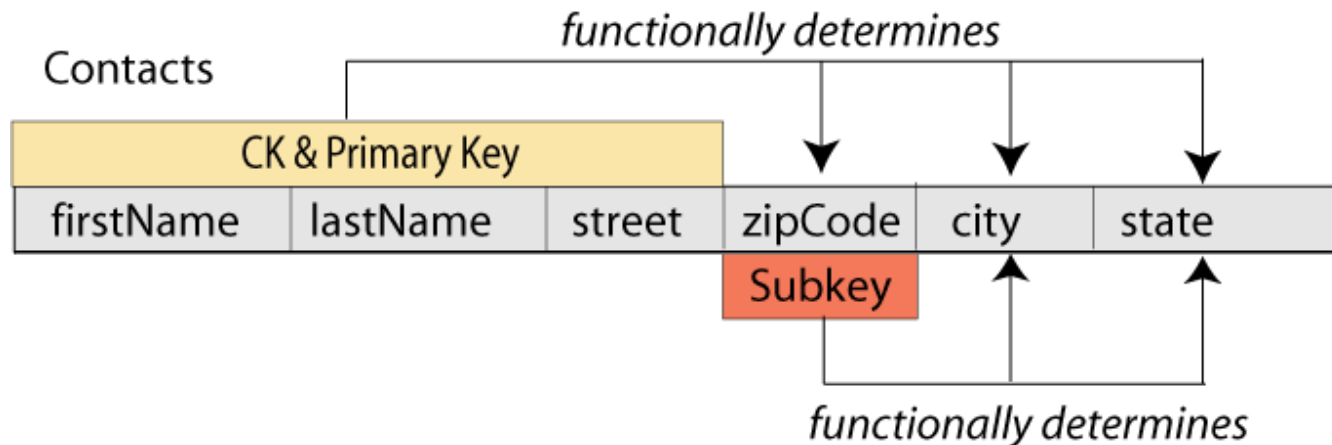 functionally determines
Contacts
CK & Primary Key
firstName lastName street zipCode city state
Subkey
functionally determines